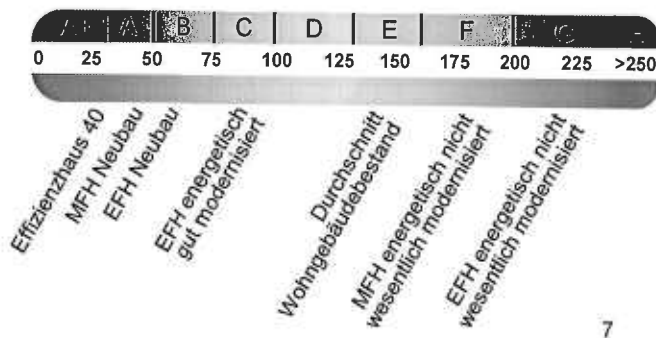 A+ A B C D E F G H
0 25 50 75 100 125 150 175 200 225 >250
Effizienzhaus 40
MFH Neubau
EFH Neubau
EFH energetisch
gut modernisiert
Durchschnitt
Wohngebäudebestand
MFH energetisch nicht
wesentlich modernisiert
EFH energetisch nicht
wesentlich modernisiert
7